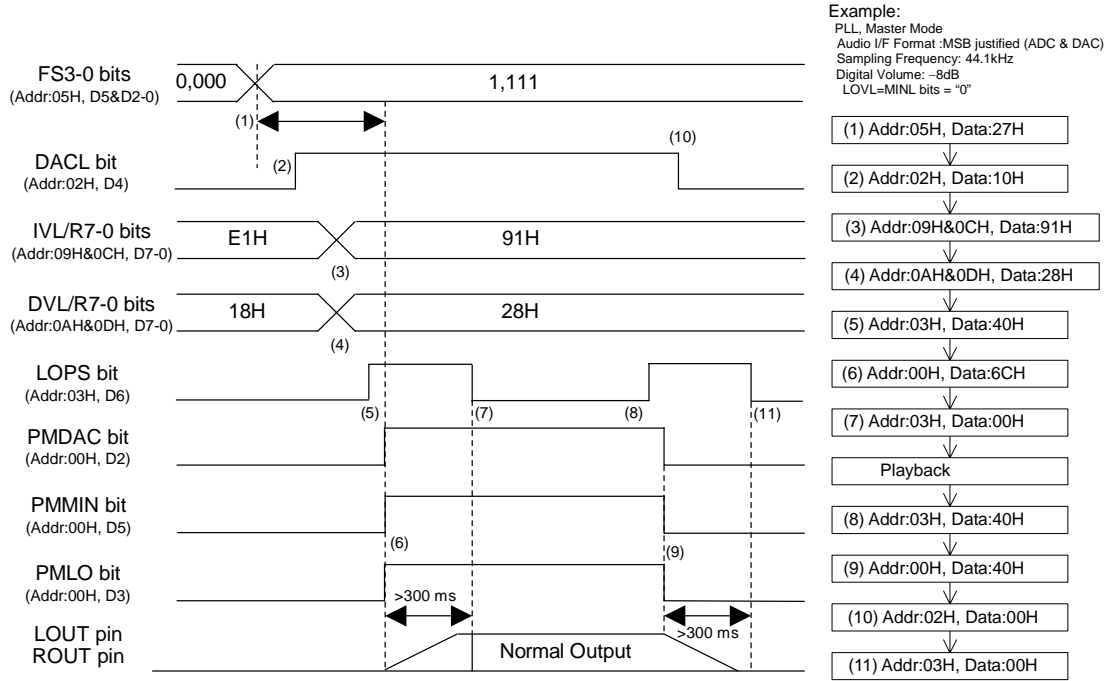 Example:
PLL, Master Mode
Audio I/F Format :MSB justified (ADC & DAC)
Sampling Frequency: 44.1kHz
Digital Volume: −8dB
LOVL=MINL bits = “0”
FS3-0 bits
(Addr:05H, D5&D2-0)
0,000
1,111
(1)
DACL bit
(Addr:02H, D4)
(2)
(10)
IVL/R7-0 bits
(Addr:09H&0CH, D7-0)
E1H
91H
(3)
DVL/R7-0 bits
(Addr:0AH&0DH, D7-0)
18H
28H
(4)
LOPS bit
(Addr:03H, D6)
(5)
(7)
(8)
(11)
PMDAC bit
(Addr:00H, D2)
PMMIN bit
(Addr:00H, D5)
(6)
(9)
PMLO bit
(Addr:00H, D3)
>300 ms
>300 ms
LOUT pin
ROUT pin
Normal Output
(1) Addr:05H, Data:27H
(2) Addr:02H, Data:10H
(3) Addr:09H&0CH, Data:91H
(4) Addr:0AH&0DH, Data:28H
(5) Addr:03H, Data:40H
(6) Addr:00H, Data:6CH
(7) Addr:03H, Data:00H
Playback
(8) Addr:03H, Data:40H
(9) Addr:00H, Data:40H
(10) Addr:02H, Data:00H
(11) Addr:03H, Data:00H